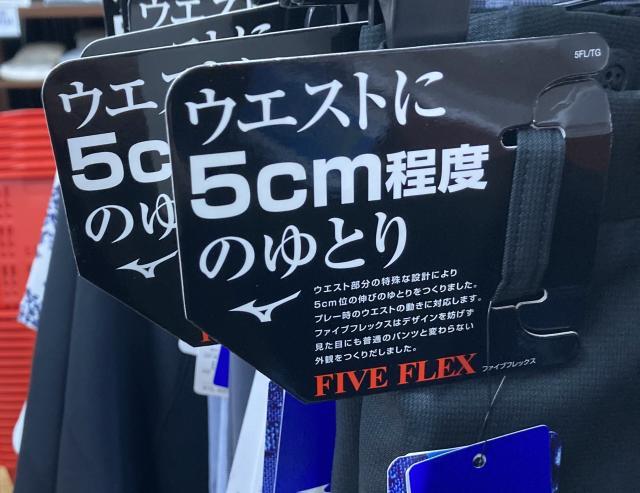 ウエスト
ウエストに
5c
のゆ
5FL/TG
ウエストに
5cm程度
のゆとり
ウエスト部分の特殊な設計により
5cm位の伸びのゆとりをつくりました。
プレー時のウエストの動きに対応します。
ファイブフレックスはデザインを妨げず
見た目にも普通のパンツと変わらない
外観をつくりだしました。
FIVE FLEX ファイブフレックス